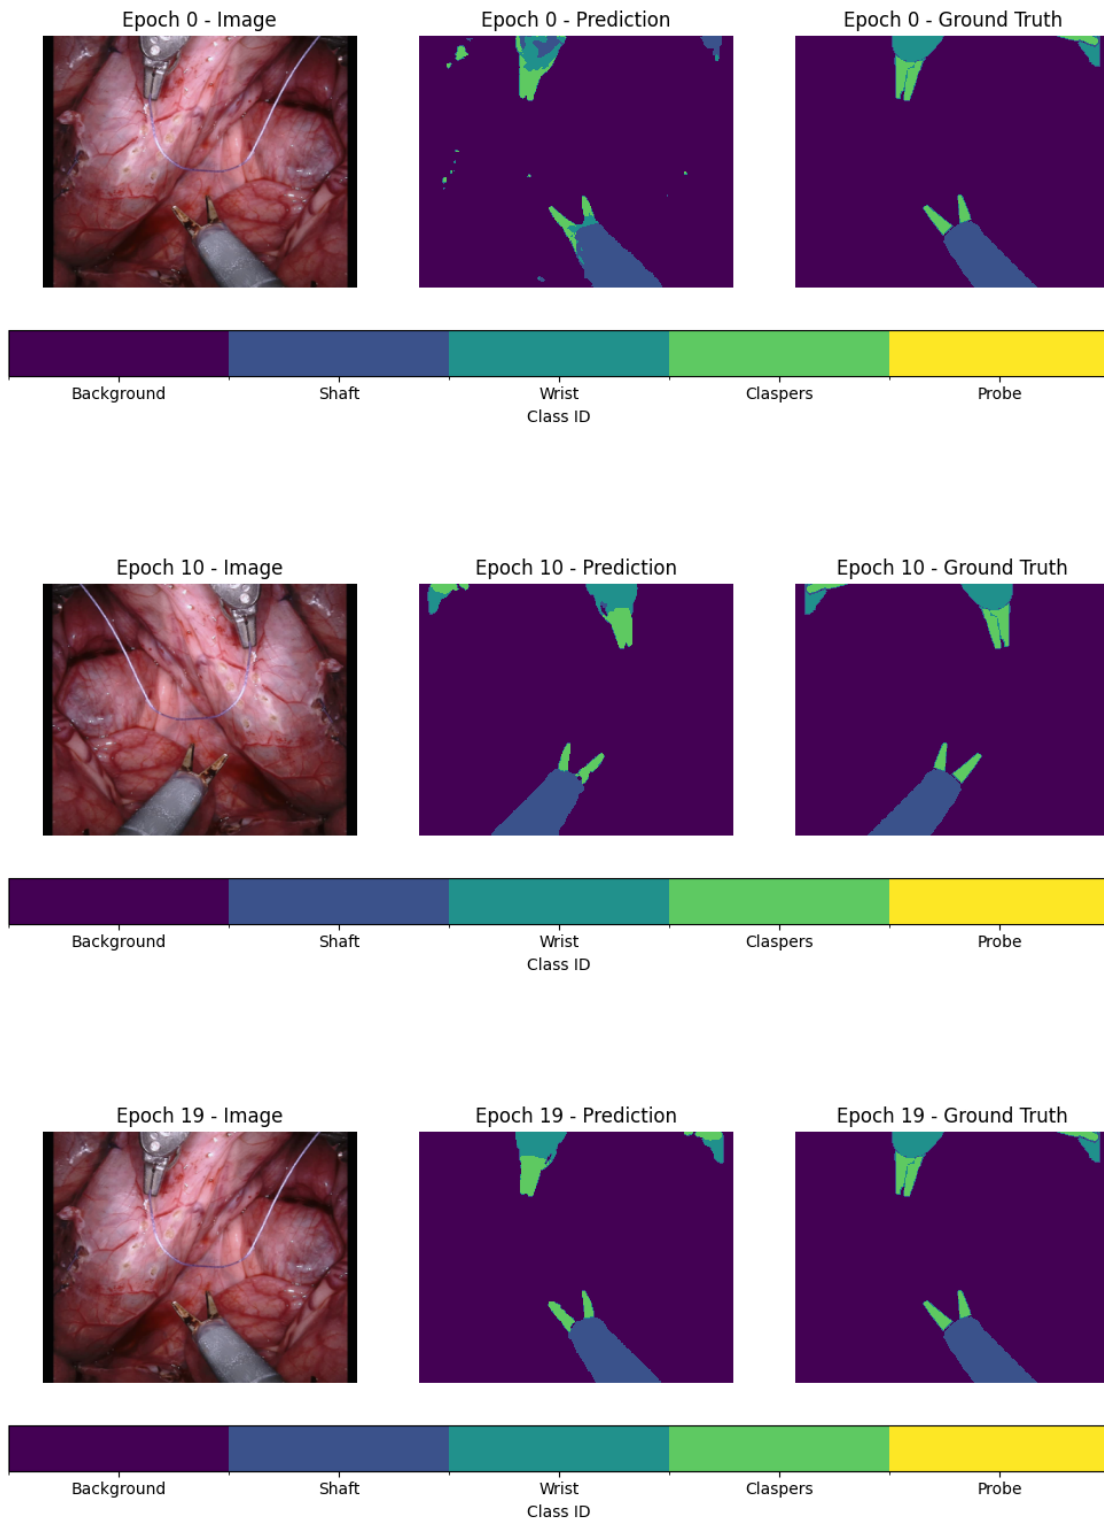 Epoch 0 - Image
Epoch 0 - Prediction
Epoch 0 - Ground Truth
Background
Shaft
Wrist
Claspers
Probe
Class ID
Epoch 10 - Image
Epoch 10 - Prediction
Epoch 10 - Ground Truth
Background
Shaft
Wrist
Claspers
Probe
Class ID
Epoch 19 - Image
Epoch 19 - Prediction
Epoch 19 - Ground Truth
Background
Shaft
Wrist
Claspers
Probe
Class ID